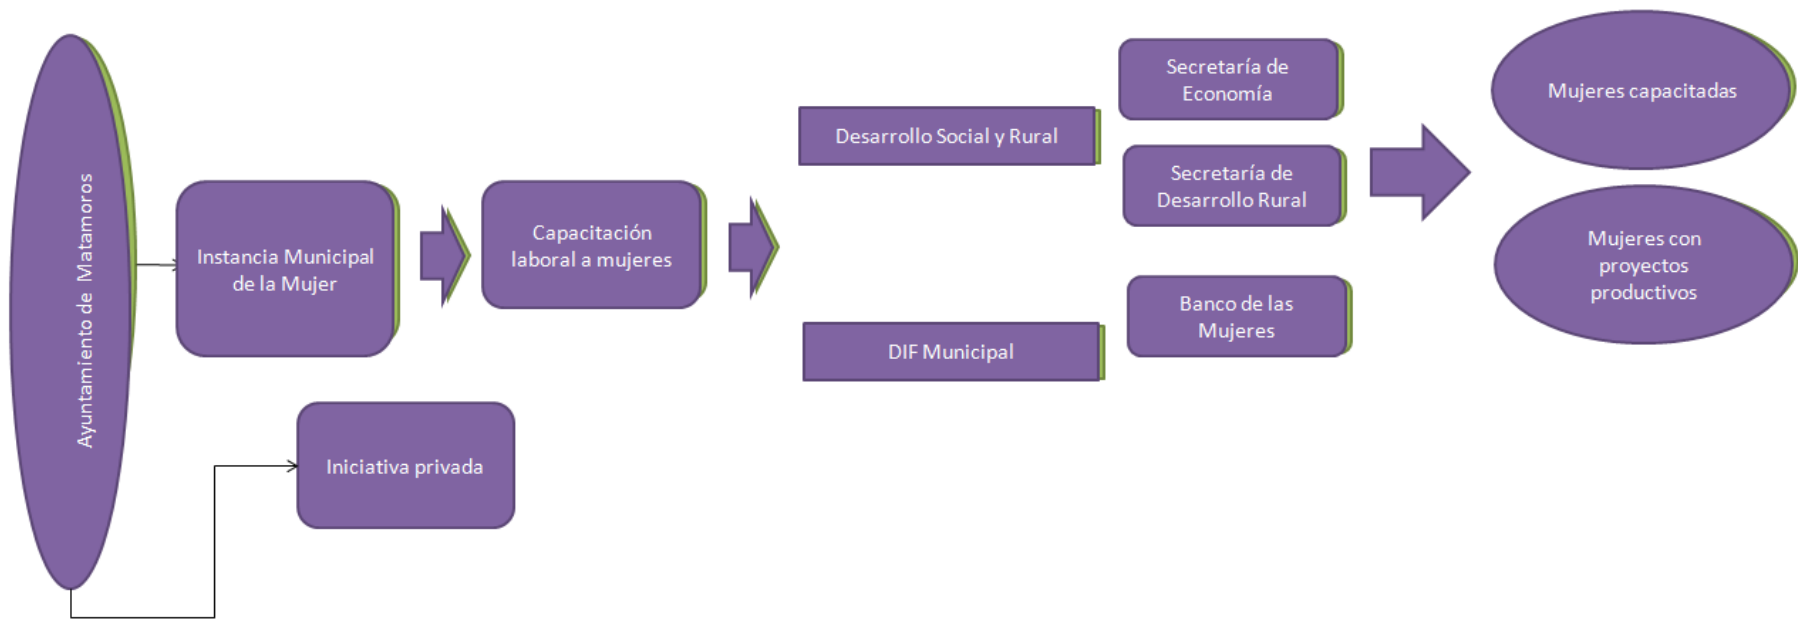 Ayuntamiento de Matamoros
Instancia Municipal
de la Mujer
Iniciativa privada
Capacitación
laboral a mujeres
Desarrollo Social y Rural
DIF Municipal
Secretaría de
Economía
Secretaría de
Desarrollo Rural
Banco de las
Mujeres
Mujeres capacitadas
Mujeres con
proyectos
productivos